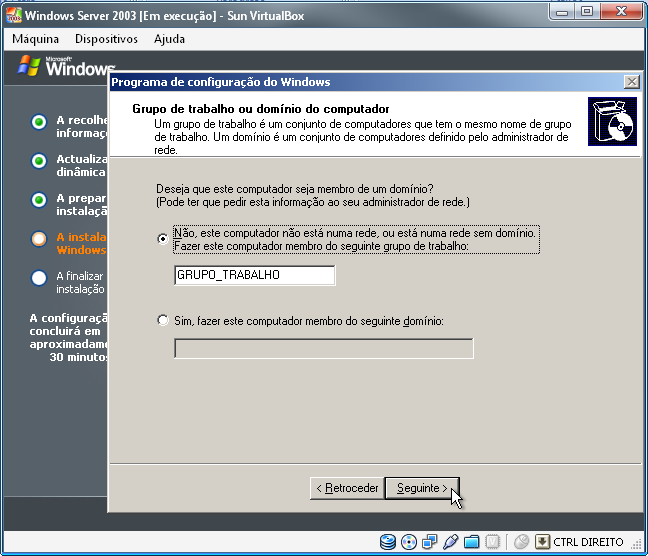 Windows Server 2003 [Em execução] - Sun VirtualBox
Máquina Dispositivos Ajuda
Microsoft
Windows
A recolhe
informaç
Actualiza
dinâmica
A prepar
instalaçã
A instala
Windows
A finalizar
instalação
A configuraçã
concluirá em
aproximadame
30 minutos
Programa de configuração do Windows
Grupo de trabalho ou domínio do computador
Um grupo de trabalho é um conjunto de computadores que tem o mesmo nome de grupo
de trabalho. Um domínio é um conjunto de computadores definido pelo administrador de
rede.
Deseja que este computador seja membro de um domínio?
(Pode ter que pedir esta informação ao seu administrador de rede.)
Não, este computador não está numa rede, ou está numa rede sem domínio.
Fazer este computador membro do seguinte grupo de trabalho:
GRUPO_TRABALHO
Sim, fazer este computador membro do seguinte domínio:
< Retroceder Seguinte >
CTRL DIREITO